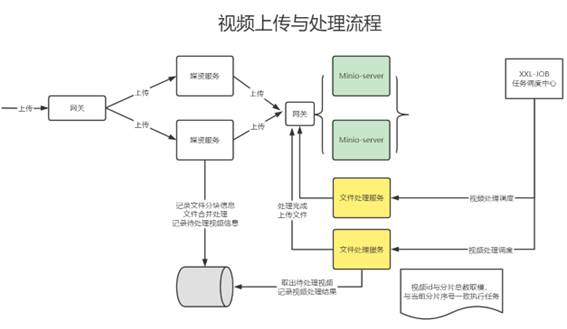 视频上传与处理流程
上传
网关
上传
上传
媒资服务
媒资服务
上传
上传
网关
Minio-server
Minio-server
XXL-JOB
任务调度中心
记录文件分块信息
文件合并处理
记录待处理视频信息
处理完成
上传文件
文件处理服务
视频处理调度
文件处理服务
视频处理调度
取出待处理视频
记录视频处理结果
视频id与分片总数取模，
与当前分片序号一致执行任务